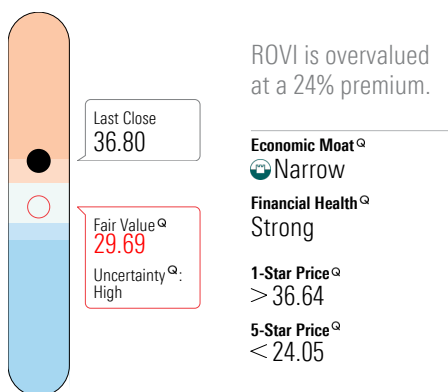 ROVI is overvalued
at a 24% premium.
Last Close
36.80
Fair Value Q
29.69
Uncertainty Q:
High
Economic Moat Q
Narrow
Financial Health Q
Strong
1-Star Price Q
>36.64
5-Star Price Q
<24.05